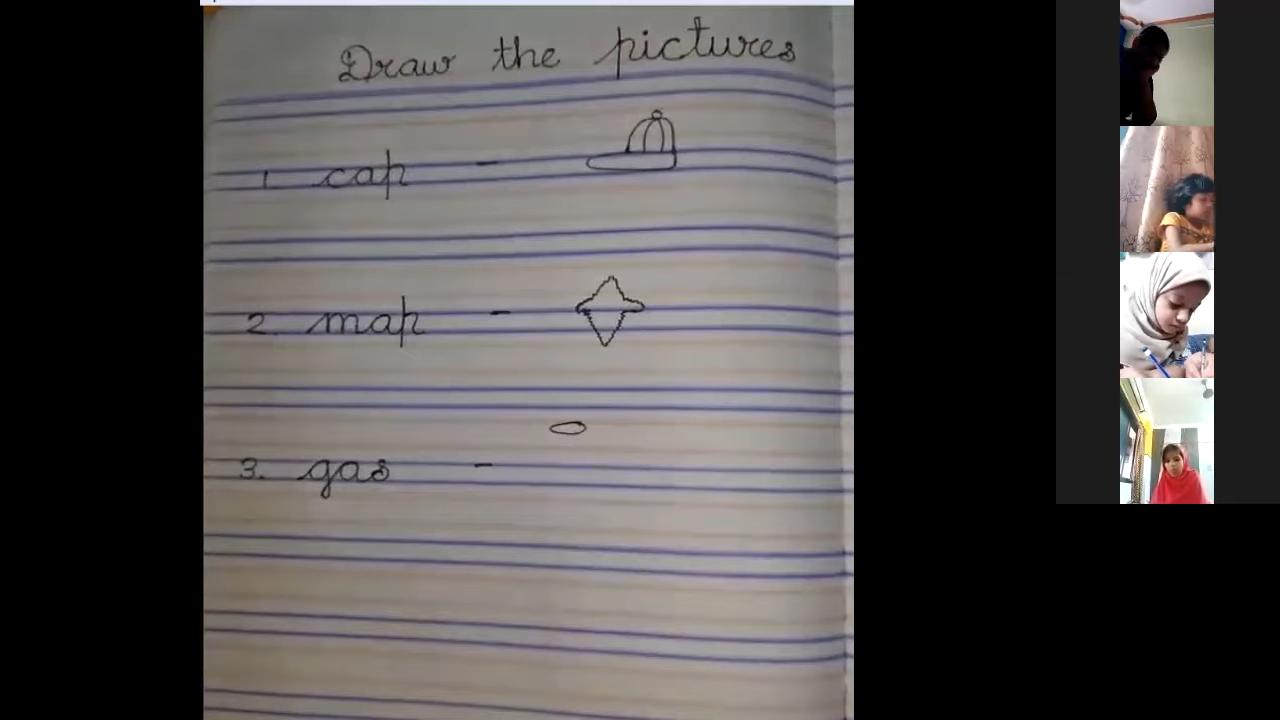 Draw the pictures
1. cap -
2. map -
3. gas -